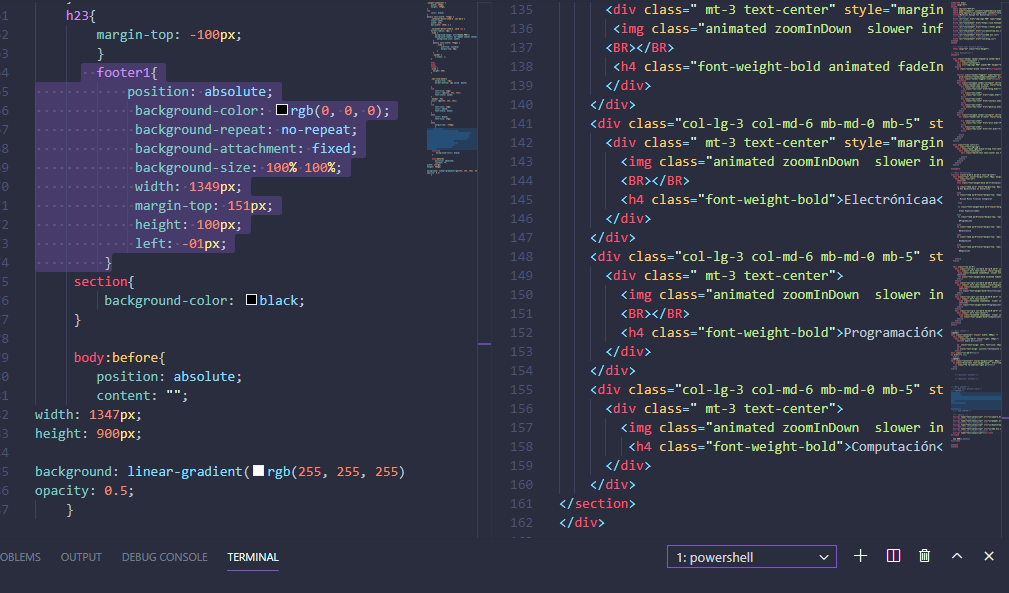 h23{
margin-top: -100px;
}
footer1{
position: absolute;
background-color: rgb(0, 0, 0);
background-repeat: no-repeat;
background-attachment: fixed;
background-size: 100% 100%;
width: 1349px;
margin-top: 151px;
height: 100px;
left: -01px;
}
section{
background-color: black;
}
body:before{
position: absolute;
content: "";
width: 1347px;
height: 900px;
background: linear-gradient(rgb(255, 255, 255)
opacity: 0.5;
}
135 <div class=" mt-3 text-center" style="margin
136 <img class="animated zoomInDown  slower inf
137 <BR></BR>
138 <h4 class="font-weight-bold animated fadeIn
139 </div>
140 </div>
141 <div class="col-lg-3 col-md-6 mb-md-0 mb-5" st
142 <div class=" mt-3 text-center" style="margin
143 <img class="animated zoomInDown  slower in
144 <BR></BR>
145 <h4 class="font-weight-bold">Electrónicaa<
146 </div>
147 </div>
148 <div class="col-lg-3 col-md-6 mb-md-0 mb-5" st
149 <div class=" mt-3 text-center">
150 <img class="animated zoomInDown  slower in
151 <BR></BR>
152 <h4 class="font-weight-bold">Programación<
153 </div>
154 </div>
155 <div class="col-lg-3 col-md-6 mb-md-0 mb-5" st
156 <div class=" mt-3 text-center">
157 <img class="animated zoomInDown  slower in
158 <h4 class="font-weight-bold">Computación<
159 </div>
160 </div>
161 </section>
162 </div>
OBLEMS OUTPUT DEBUG CONSOLE TERMINAL 1: powershell